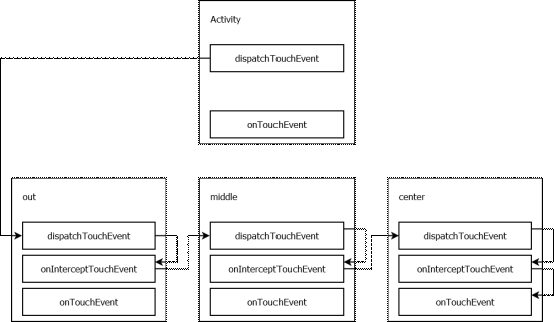 Activity
dispatchTouchEvent
onTouchEvent
out
middle
center
dispatchTouchEvent
dispatchTouchEvent
dispatchTouchEvent
onInterceptTouchEvent
onInterceptTouchEvent
onInterceptTouchEvent
onTouchEvent
onTouchEvent
onTouchEvent